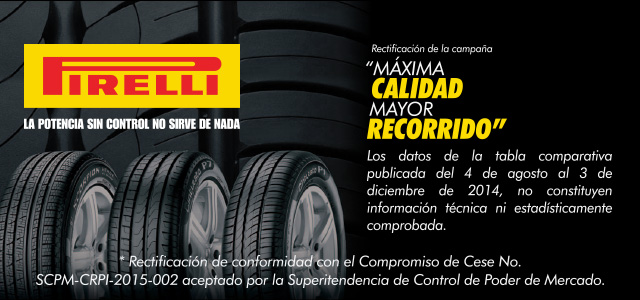 PIRELLI
LA POTENCIA SIN CONTROL NO SIRVE DE NADA
Rectificación de la campaña
“MÁXIMA
CALIDAD
MAYOR
RECORRIDO”
Los datos de la tabla comparativa
publicada del 4 de agosto al 3 de
diciembre de 2014, no constituyen
información técnica ni estadísticamente
comprobada.
* Rectificación de conformidad con el Compromiso de Cese No.
SCPM-CRPI-2015-002 aceptado por la Superitendencia de Control de Poder de Mercado.